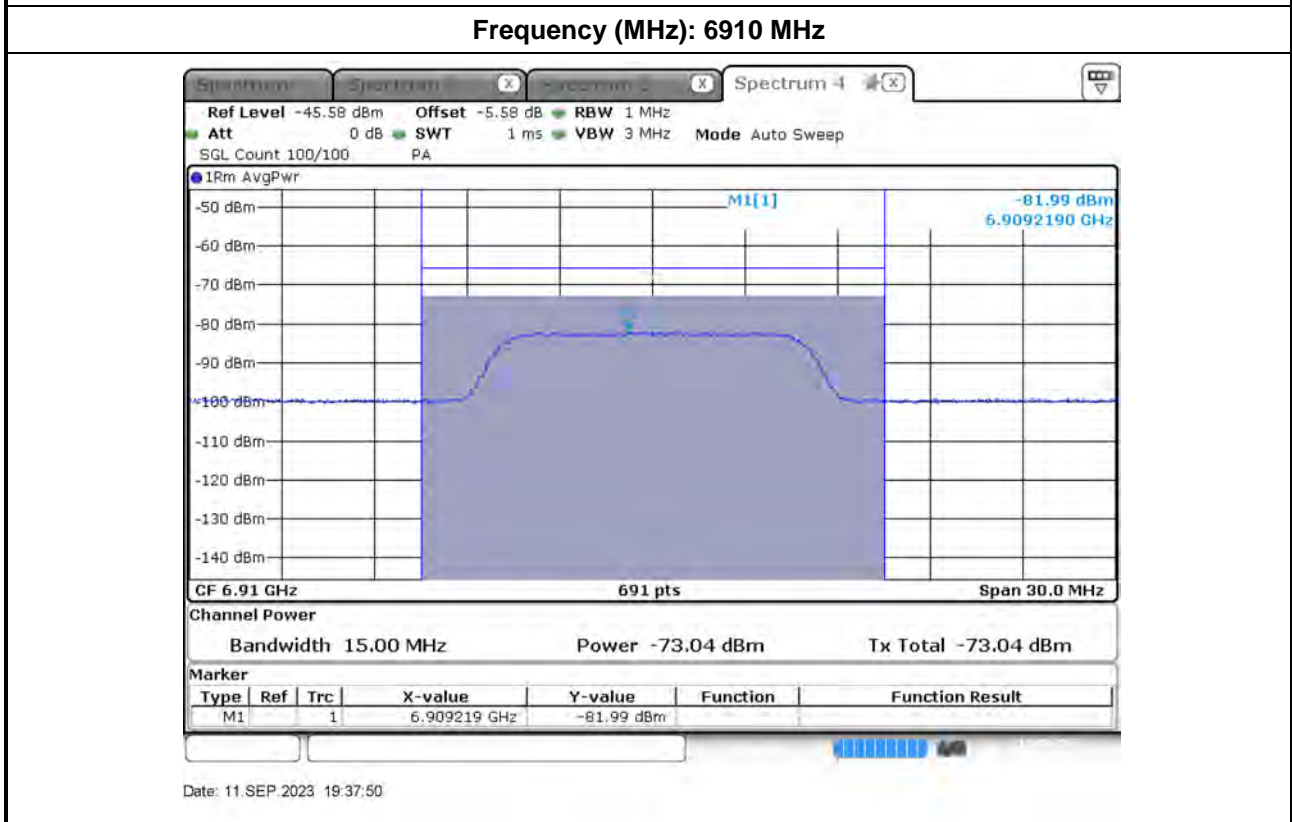 Frequency (MHz): 6910 MHz
Spectrum 4
Ref Level -45.58 dBm Offset -5.58 dB RBW 1 MHz
Att 0 dB SWT 1 ms VBW 3 MHz Mode Auto Sweep
SGL Count 100/100 PA
1Rm AvgPwr
M1[1] -81.99 dBm
6.9092190 GHz
-50 dBm
-60 dBm
-70 dBm
-80 dBm
-90 dBm
-100 dBm
-110 dBm
-120 dBm
-130 dBm
-140 dBm
CF 6.91 GHz 691 pts Span 30.0 MHz
Channel Power
Bandwidth 15.00 MHz Power -73.04 dBm Tx Total -73.04 dBm
Marker
Type Ref Trc X-value Y-value Function Function Result
M1 1 6.909219 GHz -81.99 dBm
Date: 11.SEP.2023 19:37:50